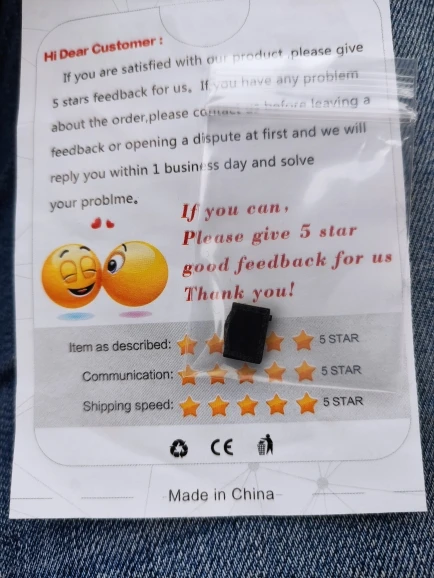 Hi Dear Customer :
If you are satisfied with our product ,please give
5 stars feedback for us, If you have any problem
about the order,please contact us before leaving a
feedback or opening a dispute at first and we will
reply you within 1 business day and solve
your problme。
If you can,
Please give 5 star
good feedback for us
Thank you!
Item as described: 5 STAR
Communication: 5 STAR
Shipping speed: 5 STAR
CE
Made in China